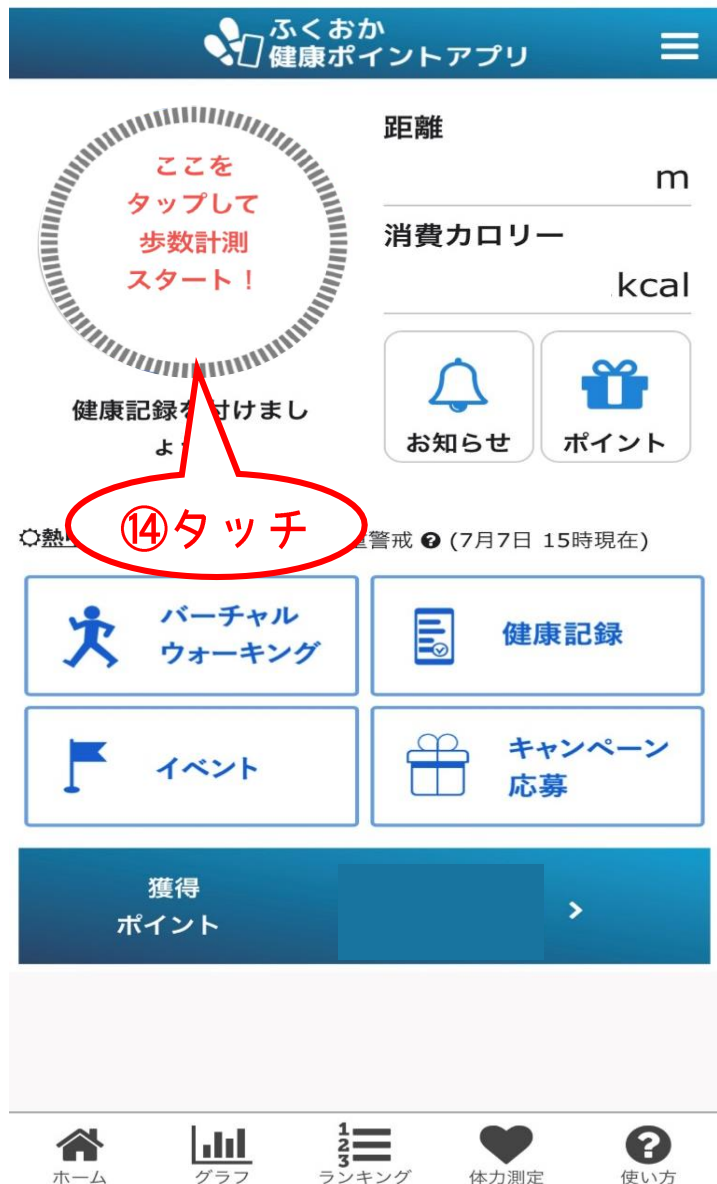 ふくおか
健康ポイントアプリ
ここを
タップして
歩数計測
スタート！
距離
m
消費カロリー
kcal
健康記録を付けまし
よ
お知らせ
ポイント
⑭タッチ
熱中
警戒 ? (7月7日 15時現在)
バーチャル
ウォーキング
健康記録
イベント
キャンペーン
応募
獲得
ポイント
1
2
3
ホーム
グラフ
ランキング
体力測定
?
使い方